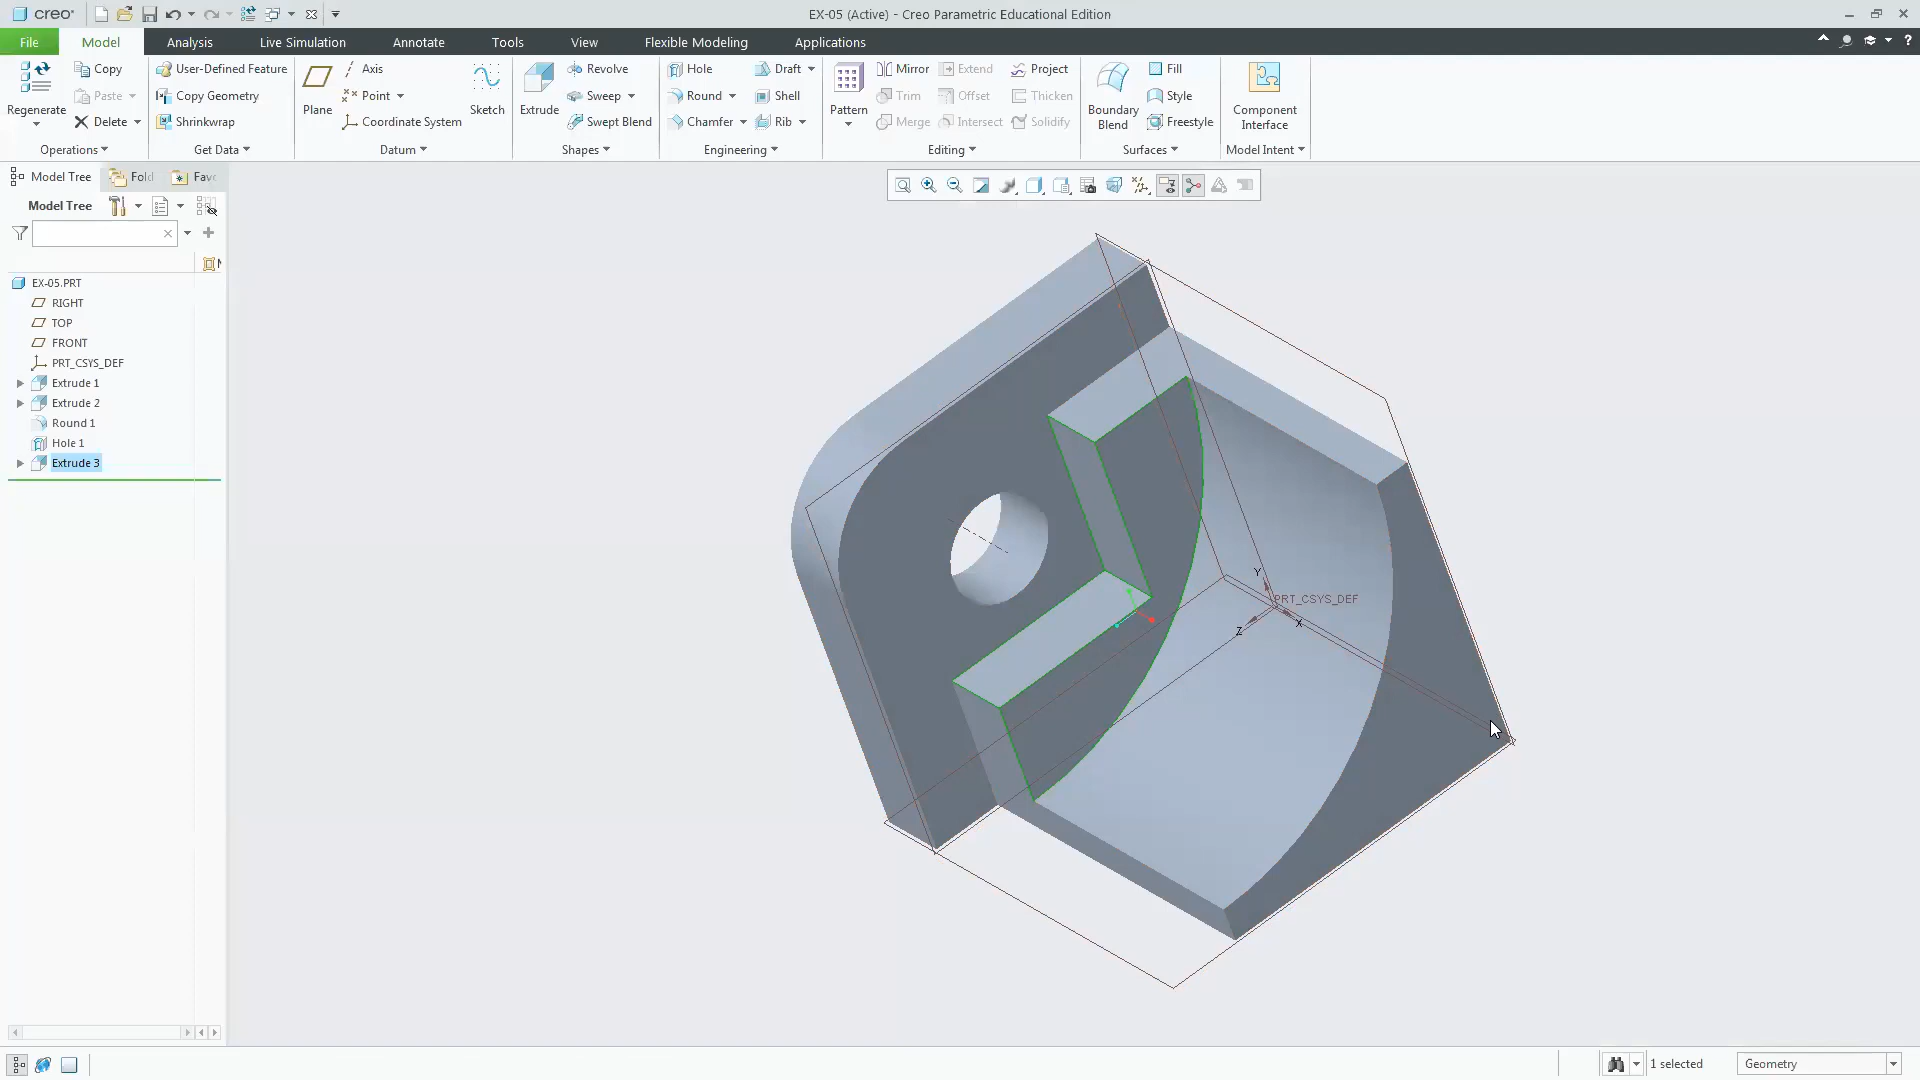 creo
EX-05 (Active) - Creo Parametric Educational Edition
File
Model
Analysis
Live Simulation
Annotate
Tools
View
Flexible Modeling
Applications
Regenerate
Copy
Paste
Delete
Operations
User-Defined Feature
Copy Geometry
Shrinkwrap
Get Data
Plane
Axis
Point
Coordinate System
Sketch
Datum
Extrude
Revolve
Sweep
Swept Blend
Shapes
Hole
Round
Chamfer
Draft
Shell
Rib
Engineering
Pattern
Mirror
Trim
Merge
Extend
Offset
Intersect
Project
Thicken
Solidify
Editing
Boundary
Blend
Fill
Style
Freestyle
Surfaces
Component
Interface
Model Intent
Model Tree
Fold
Fav
Model Tree
EX-05.PRT
RIGHT
TOP
FRONT
PRT_CSYS_DEF
Extrude 1
Extrude 2
Round 1
Hole 1
Extrude 3
Y
PRT_CSYS_DEF
Z
X
1 selected
Geometry